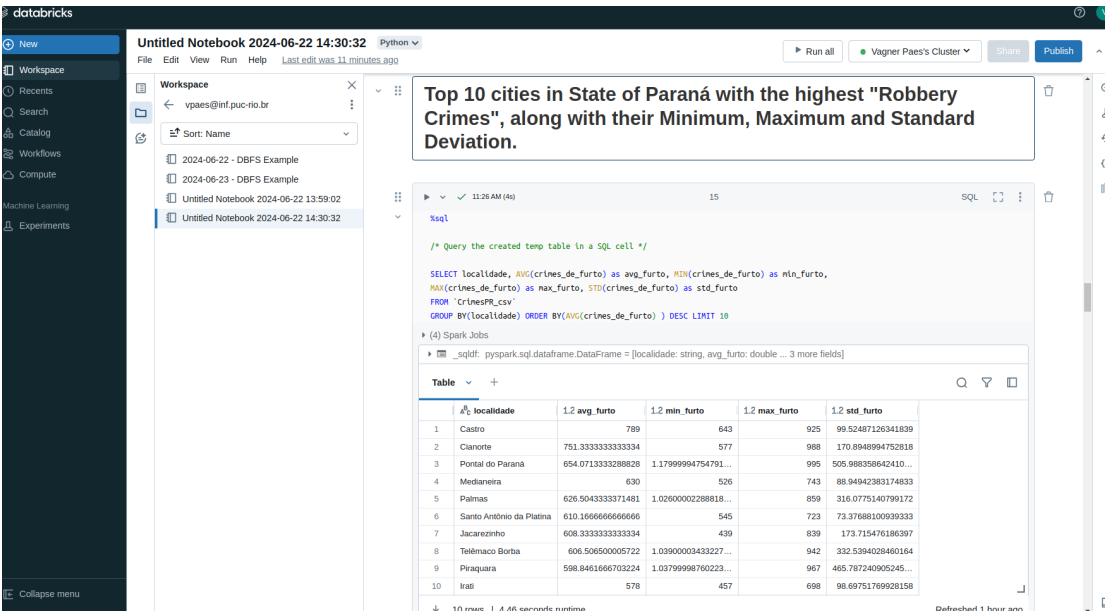 databricks
New
Workspace
Recents
Search
Catalog
Workflows
Compute
Machine Learning
Experiments
Collapse menu
Untitled Notebook 2024-06-22 14:30:32 Python
File Edit View Run Help Last edit was 11 minutes ago
Run all
Vagner Paes's Cluster
Share
Publish
Workspace
vpaes@inf.puc-rio.br
Sort: Name
2024-06-22 - DBFS Example
2024-06-23 - DBFS Example
Untitled Notebook 2024-06-22 13:59:02
Untitled Notebook 2024-06-22 14:30:32
Top 10 cities in State of Paraná with the highest "Robbery
Crimes", along with their Minimum, Maximum and Standard
Deviation.
11:26 AM (4s) 15 SQL
%sql
/* Query the created temp table in a SQL cell */
SELECT localidade, AVG(crimes_de_furto) as avg_furto, MIN(crimes_de_furto) as min_furto,
MAX(crimes_de_furto) as max_furto, STD(crimes_de_furto) as std_furto
FROM `CrimesPR_csv`
GROUP BY(localidade) ORDER BY(AVG(crimes_de_furto) ) DESC LIMIT 10
(4) Spark Jobs
_sqldf: pyspark.sql.dataframe.DataFrame = [localidade: string, avg_furto: double ... 3 more fields]
Table +
localidade 1.2 avg_furto 1.2 min_furto 1.2 max_furto 1.2 std_furto
1 Castro 789 643 925 99.52487126341839
2 Cianorte 751.3333333333334 577 988 170.8948994752818
3 Pontal do Paraná 654.0713333288828 1.17999994754791... 995 505.988358642410...
4 Medianeira 630 526 743 88.94942383174833
5 Palmas 626.5043333371481 1.02600002288818... 859 316.0775140799172
6 Santo Antônio da Platina 610.1666666666666 545 723 73.37688100939333
7 Jacarezinho 608.3333333333334 439 839 173.715476186397
8 Telêmaco Borba 606.506500005722 1.03900003433227... 942 332.5394028460164
9 Piraquara 598.8461666703224 1.03799998760223... 967 465.787240905245...
10 Irati 578 457 698 98.69751769928158
10 rows | 4.46 seconds runtime Refreshed 1 hour ago